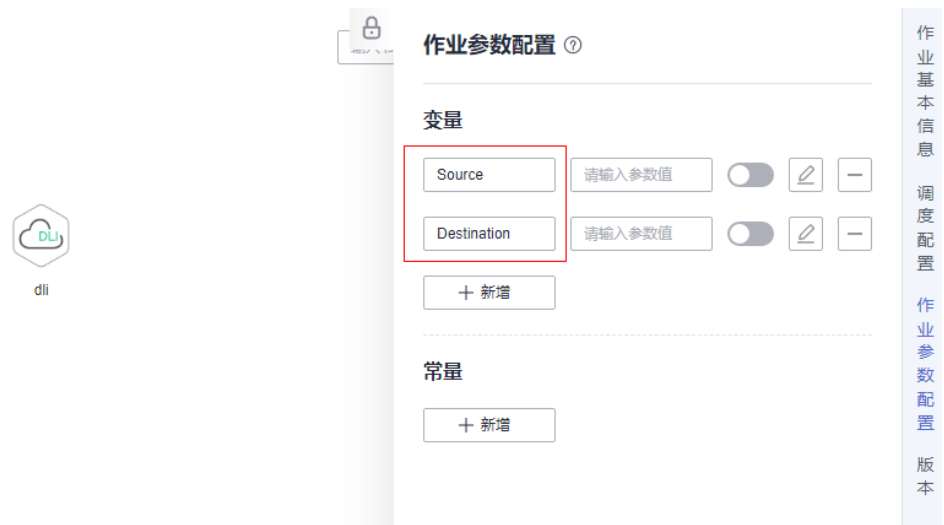 作业参数配置
变量
Source
请输入参数值
Destination
请输入参数值
+ 新增
常量
+ 新增
DLI
dli
作业基本信息
调度配置
作业参数配置
版本